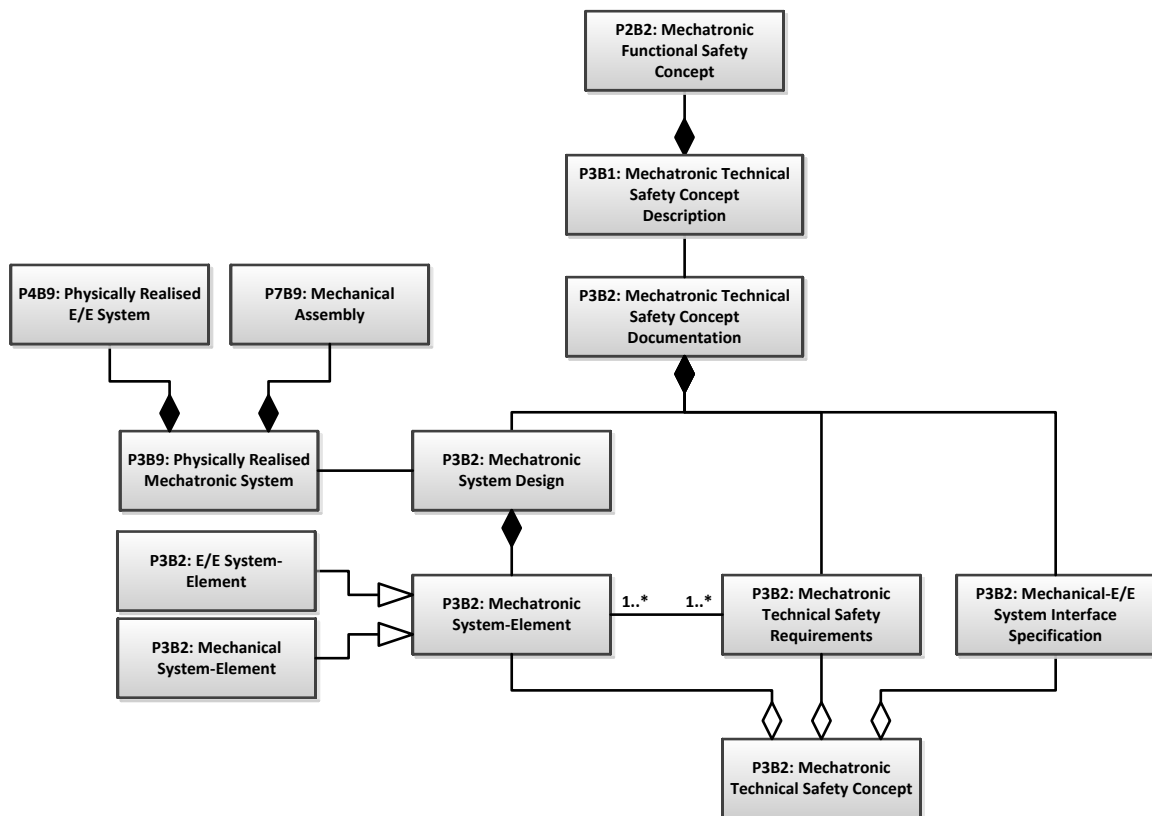 P2B2: Mechatronic
Functional Safety
Concept
P3B1: Mechatronic Technical
Safety Concept
Description
P4B9: Physically Realised
E/E System
P7B9: Mechanical
Assembly
P3B2: Mechatronic Technical
Safety Concept
Documentation
P3B9: Physically Realised
Mechatronic System
P3B2: Mechatronic
System Design
P3B2: E/E System-
Element
P3B2: Mechanical
System-Element
P3B2: Mechatronic
System-Element
1..*
1..*
P3B2: Mechatronic
Technical Safety
Requirements
P3B2: Mechanical-E/E
System Interface
Specification
P3B2: Mechatronic
Technical Safety Concept